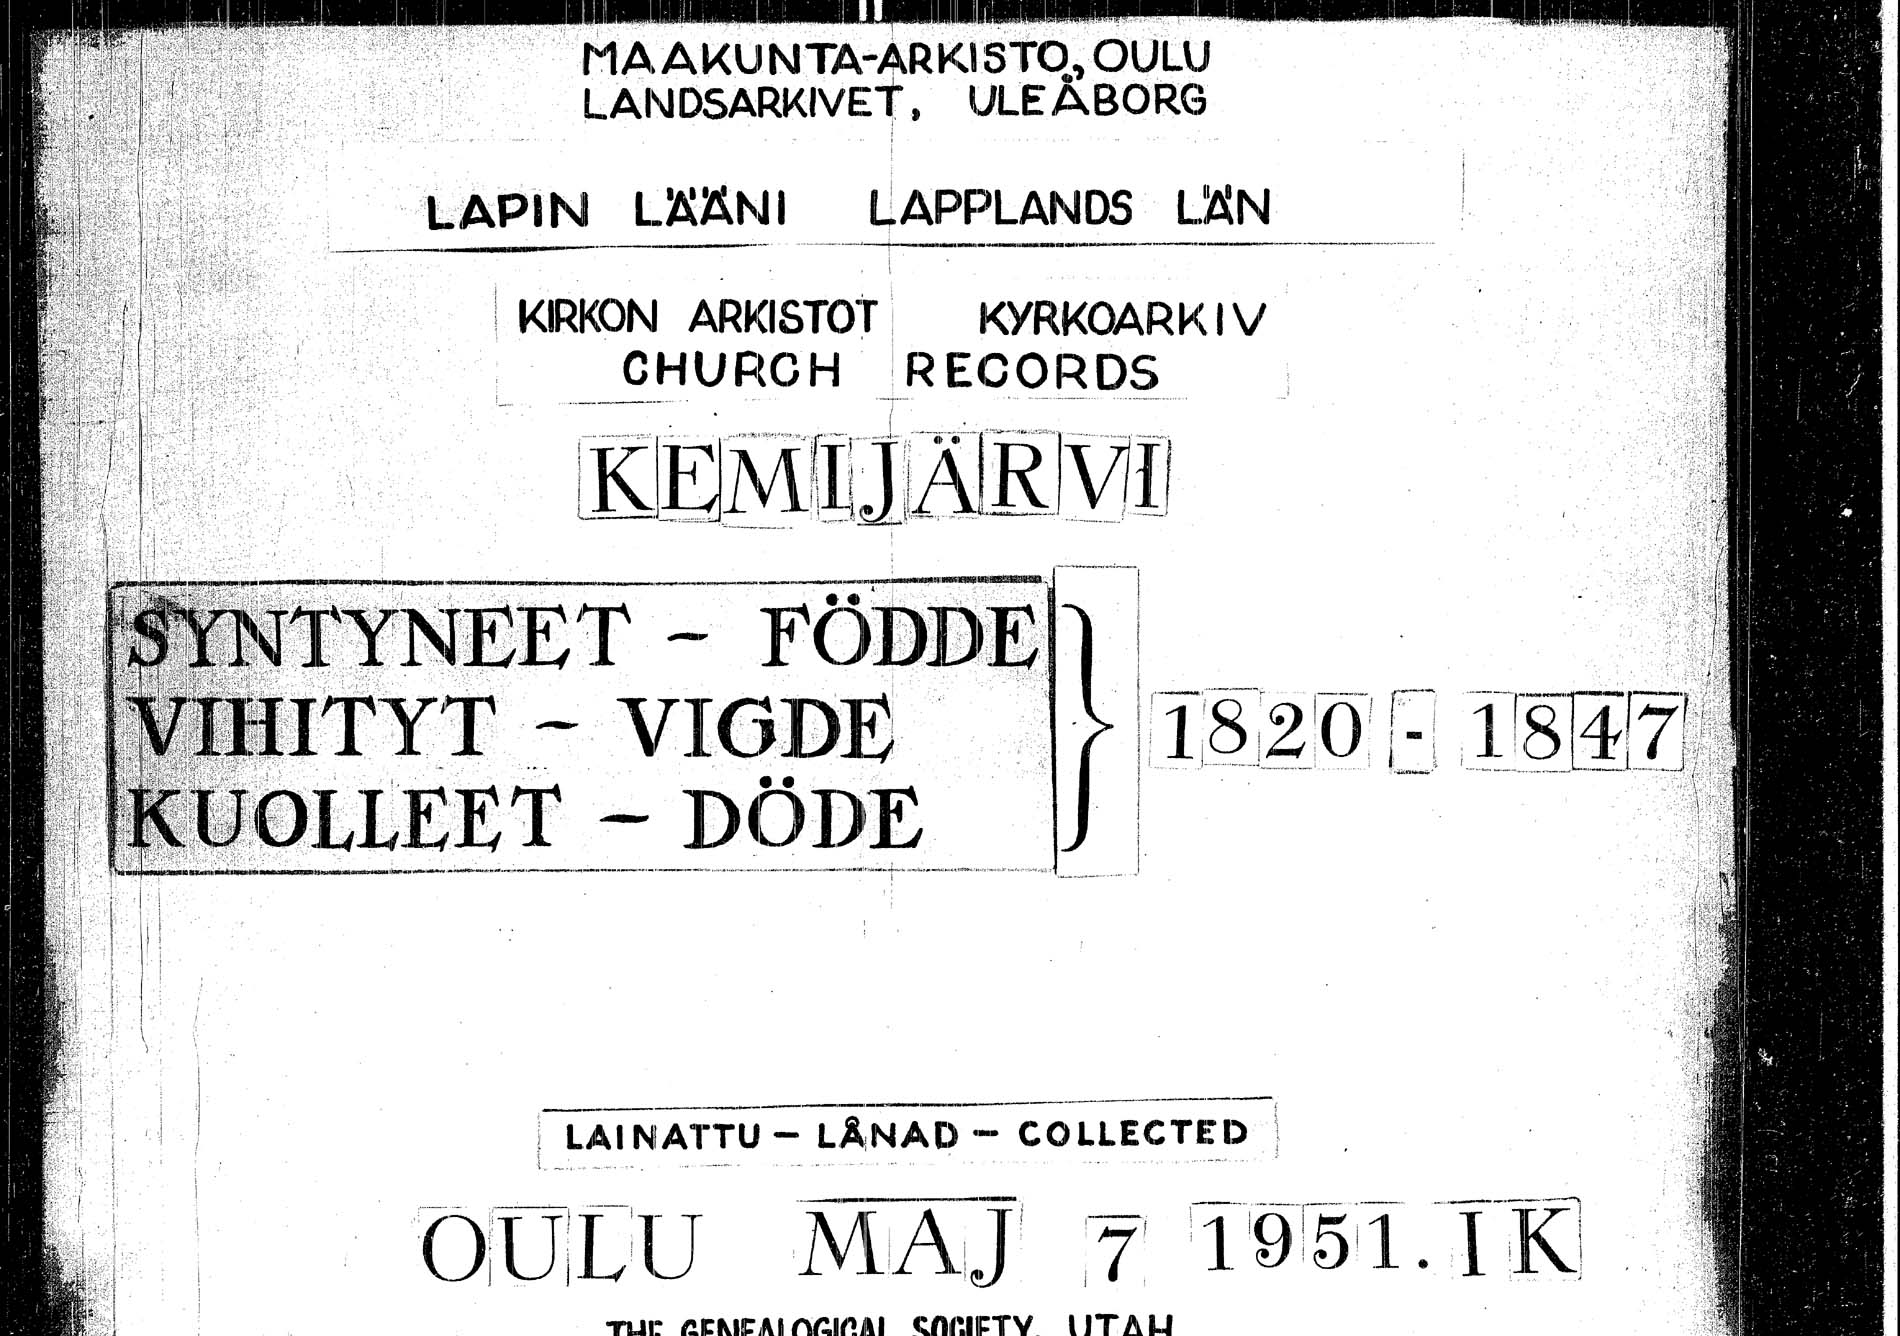 MAAKUNTA-ARKISTO, OULU
LANDSARKIVET, ULEÅBORG
LAPIN LÄÄNI LAPPLANDS LÄN
KIRKON ARKISTOT KYRKOARKIV
CHURCH RECORDS
KEMIJÄRVI
SYNTYNEET - FÖDDE
VIHITYT - VIGDE
KUOLLEET - DÖDE
1820 - 1847
LAINATTU - LÅNAD - COLLECTED
OULU MAJ 7 1951. IK
THE GENEALOGICAL SOCIETY, UTAH